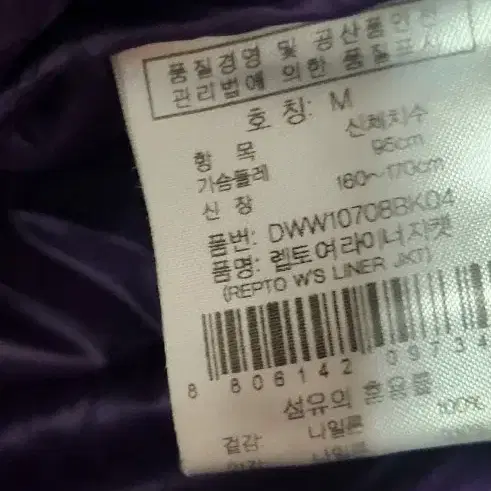 품질경영 및 공산품안전
관리법에 의한 품질표시
호 칭: M
항 목 신체치수
가슴둘레 96cm
신 장 160~170cm
품번: DWW10708BK04
품명: 렙토여라이너자켓
(REPTO W'S LINER JKT)
8 806142 09734
섬유의 혼용률
겉감 나일론 100%
나일론